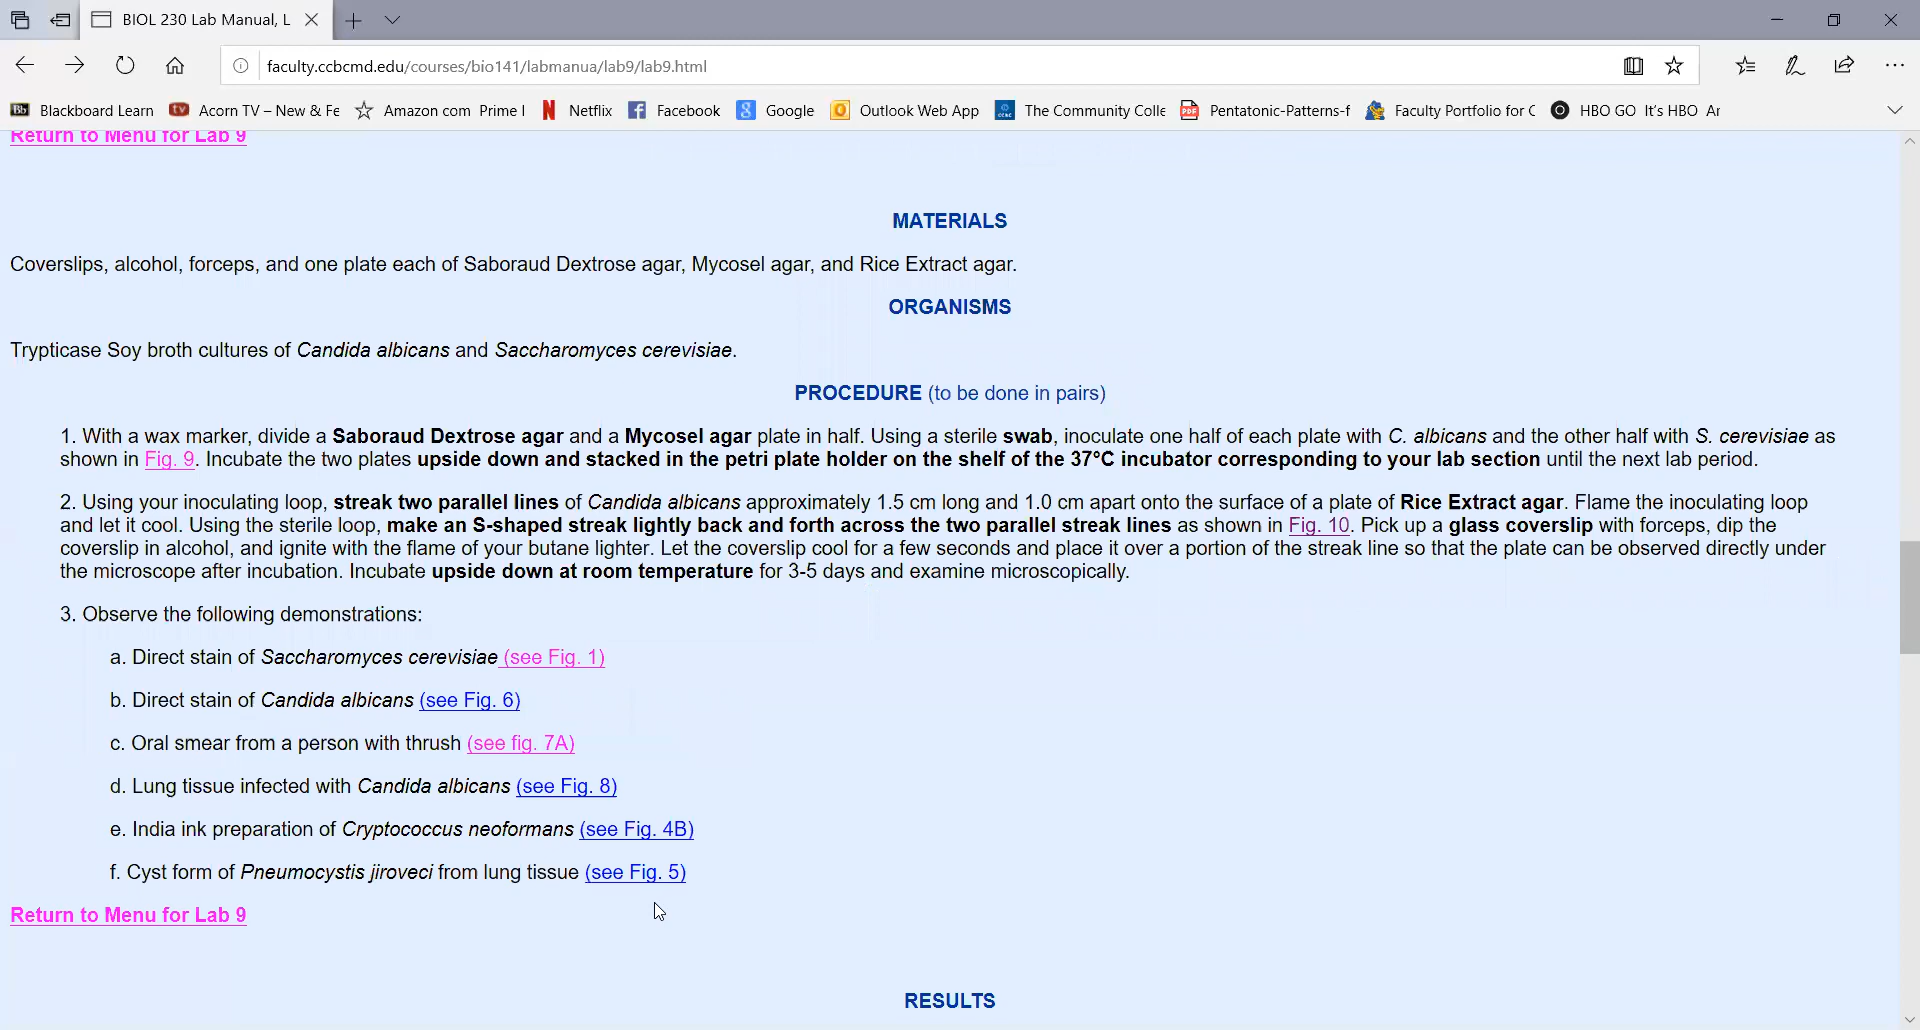 BIOL 230 Lab Manual, L
faculty.ccbcmd.edu/courses/bio141/labmanua/lab9/lab9.html
Bb Blackboard Learn tv Acorn TV – New & Fe Amazon com Prime I N Netflix f Facebook g Google Outlook Web App The Community Colle PDF Pentatonic-Patterns-f Faculty Portfolio for C HBO GO It's HBO Ar
Return to Menu for Lab 9
MATERIALS
Coverslips, alcohol, forceps, and one plate each of Saboraud Dextrose agar, Mycosel agar, and Rice Extract agar.
ORGANISMS
Trypticase Soy broth cultures of Candida albicans and Saccharomyces cerevisiae.
PROCEDURE (to be done in pairs)
1. With a wax marker, divide a Saboraud Dextrose agar and a Mycosel agar plate in half. Using a sterile swab, inoculate one half of each plate with C. albicans and the other half with S. cerevisiae as
shown in Fig. 9. Incubate the two plates upside down and stacked in the petri plate holder on the shelf of the 37°C incubator corresponding to your lab section until the next lab period.
2. Using your inoculating loop, streak two parallel lines of Candida albicans approximately 1.5 cm long and 1.0 cm apart onto the surface of a plate of Rice Extract agar. Flame the inoculating loop
and let it cool. Using the sterile loop, make an S-shaped streak lightly back and forth across the two parallel streak lines as shown in Fig. 10. Pick up a glass coverslip with forceps, dip the
coverslip in alcohol, and ignite with the flame of your butane lighter. Let the coverslip cool for a few seconds and place it over a portion of the streak line so that the plate can be observed directly under
the microscope after incubation. Incubate upside down at room temperature for 3-5 days and examine microscopically.
3. Observe the following demonstrations:
a. Direct stain of Saccharomyces cerevisiae (see Fig. 1)
b. Direct stain of Candida albicans (see Fig. 6)
c. Oral smear from a person with thrush (see fig. 7A)
d. Lung tissue infected with Candida albicans (see Fig. 8)
e. India ink preparation of Cryptococcus neoformans (see Fig. 4B)
f. Cyst form of Pneumocystis jiroveci from lung tissue (see Fig. 5)
Return to Menu for Lab 9
RESULTS